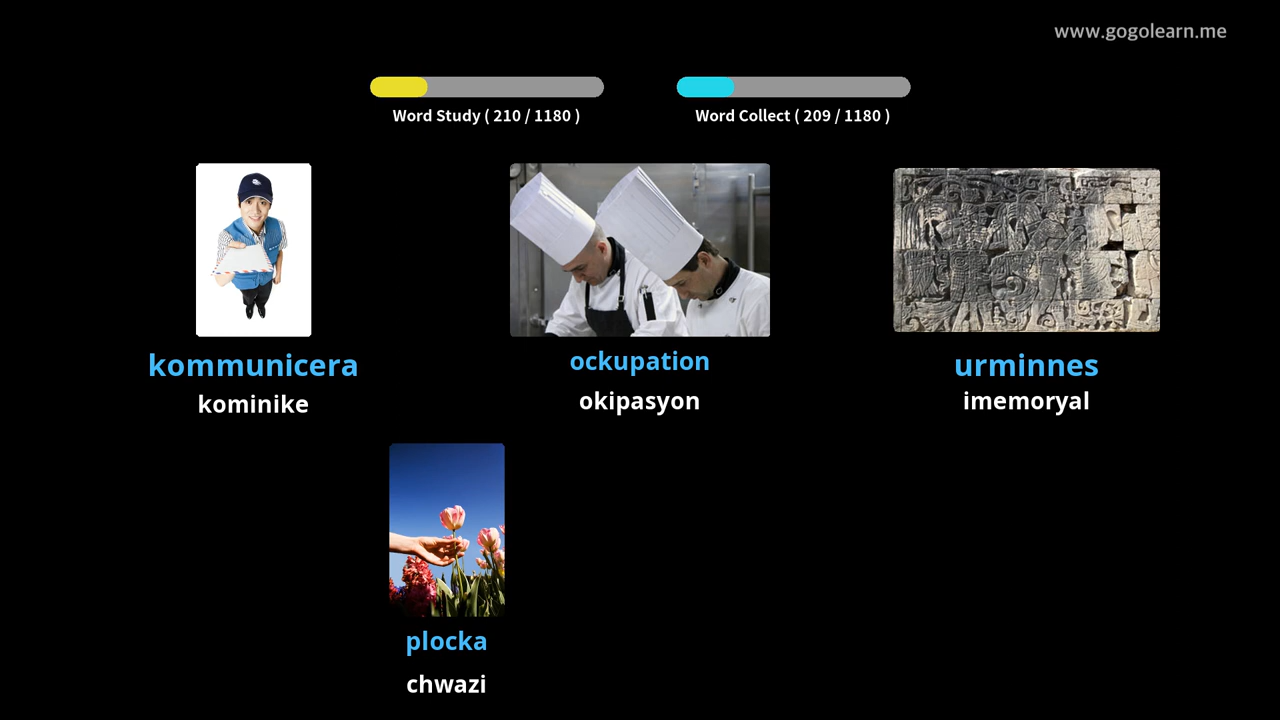 www.gogolearn.me
Word Study ( 210 / 1180 )
Word Collect ( 209 / 1180 )
kommunicera
kominike
ockupation
okipasyon
urminnes
imemoryal
plocka
chwazi